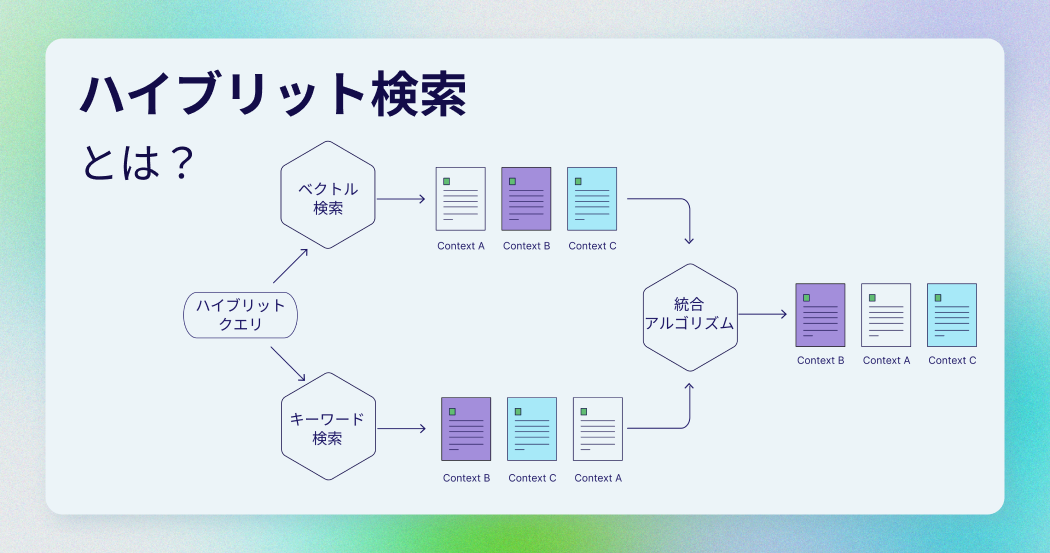 ハイブリット検索
とは？
ベクトル
検索
Context A
Context B
Context C
ハイブリット
クエリ
統合
アルゴリズム
Context B
Context A
Context C
キーワード
検索
Context B
Context C
Context A